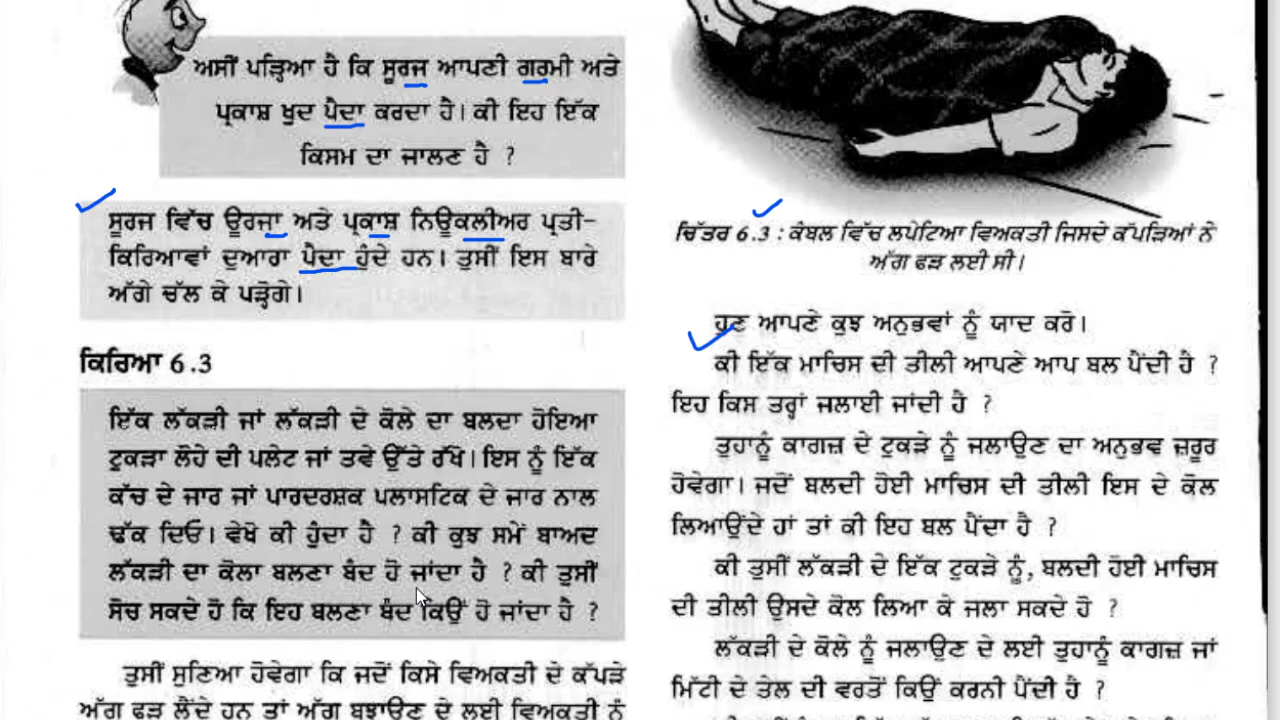 ਅਸੀਂ ਪੜ੍ਹਿਆ ਹੈ ਕਿ ਸੂਰਜ ਆਪਣੀ ਗਰਮੀ ਅਤੇ
ਪ੍ਰਕਾਸ਼ ਖੁਦ ਪੈਦਾ ਕਰਦਾ ਹੈ। ਕੀ ਇਹ ਇੱਕ
ਕਿਸਮ ਦਾ ਜਾਲਣ ਹੈ ?
ਸੂਰਜ ਵਿੱਚ ਊਰਜਾ ਅਤੇ ਪ੍ਰਕਾਸ਼ ਨਿਊਕਲੀਅਰ ਪ੍ਰਤੀ-
ਕਿਰਿਆਵਾਂ ਦੁਆਰਾ ਪੈਦਾ ਹੁੰਦੇ ਹਨ। ਤੁਸੀਂ ਇਸ ਬਾਰੇ
ਅੱਗੇ ਚੱਲ ਕੇ ਪੜ੍ਹੋਗੇ।
ਕਿਰਿਆ 6.3
ਇੱਕ ਲੱਕੜੀ ਜਾਂ ਲੱਕੜੀ ਦੇ ਕੋਲੇ ਦਾ ਬਲਦਾ ਹੋਇਆ
ਟੁਕੜਾ ਲੋਹੇ ਦੀ ਪਲੇਟ ਜਾਂ ਤਵੇ ਉੱਤੇ ਰੱਖੋ। ਇਸ ਨੂੰ ਇੱਕ
ਕੱਚ ਦੇ ਜਾਰ ਜਾਂ ਪਾਰਦਰਸ਼ਕ ਪਲਾਸਟਿਕ ਦੇ ਜਾਰ ਨਾਲ
ਢੱਕ ਦਿਓ। ਵੇਖੋ ਕੀ ਹੁੰਦਾ ਹੈ ? ਕੀ ਕੁਝ ਸਮੇਂ ਬਾਅਦ
ਲੱਕੜੀ ਦਾ ਕੋਲਾ ਬਲਣਾ ਬੰਦ ਹੋ ਜਾਂਦਾ ਹੈ ? ਕੀ ਤੁਸੀਂ
ਸੋਚ ਸਕਦੇ ਹੋ ਕਿ ਇਹ ਬਲਣਾ ਬੰਦ ਕਿਉਂ ਹੋ ਜਾਂਦਾ ਹੈ ?
ਤੁਸੀਂ ਸੁਣਿਆ ਹੋਵੇਗਾ ਕਿ ਜਦੋਂ ਕਿਸੇ ਵਿਅਕਤੀ ਦੇ ਕੱਪੜੇ
ਅੱਗ ਫੜ ਲੈਂਦੇ ਹਨ ਤਾਂ ਅੱਗ ਬੁਝਾਉਣ ਦੇ ਲਈ ਵਿਅਕਤੀ ਨੂੰ
ਚਿੱਤਰ 6.3 : ਕੰਬਲ ਵਿੱਚ ਲਪੇਟਿਆ ਵਿਅਕਤੀ ਜਿਸਦੇ ਕੱਪੜਿਆਂ ਨੇ
ਅੱਗ ਫੜ ਲਈ ਸੀ।
ਹੁਣ ਆਪਣੇ ਕੁਝ ਅਨੁਭਵਾਂ ਨੂੰ ਯਾਦ ਕਰੋ।
ਕੀ ਇੱਕ ਮਾਚਿਸ ਦੀ ਤੀਲੀ ਆਪਣੇ ਆਪ ਬਲ ਪੈਂਦੀ ਹੈ ?
ਇਹ ਕਿਸ ਤਰ੍ਹਾਂ ਜਲਾਈ ਜਾਂਦੀ ਹੈ ?
ਤੁਹਾਨੂੰ ਕਾਗਜ਼ ਦੇ ਟੁਕੜੇ ਨੂੰ ਜਲਾਉਣ ਦਾ ਅਨੁਭਵ ਜ਼ਰੂਰ
ਹੋਵੇਗਾ। ਜਦੋਂ ਬਲਦੀ ਹੋਈ ਮਾਚਿਸ ਦੀ ਤੀਲੀ ਇਸ ਦੇ ਕੋਲ
ਲਿਆਉਂਦੇ ਹਾਂ ਤਾਂ ਕੀ ਇਹ ਬਲ ਪੈਂਦਾ ਹੈ ?
ਕੀ ਤੁਸੀਂ ਲੱਕੜੀ ਦੇ ਇੱਕ ਟੁਕੜੇ ਨੂੰ, ਬਲਦੀ ਹੋਈ ਮਾਚਿਸ
ਦੀ ਤੀਲੀ ਉਸਦੇ ਕੋਲ ਲਿਆ ਕੇ ਜਲਾ ਸਕਦੇ ਹੋ ?
ਲੱਕੜੀ ਦੇ ਕੋਲੇ ਨੂੰ ਜਲਾਉਣ ਦੇ ਲਈ ਤੁਹਾਨੂੰ ਕਾਗਜ਼ ਜਾਂ
ਮਿੱਟੀ ਦੇ ਤੇਲ ਦੀ ਵਰਤੋਂ ਕਿਉਂ ਕਰਨੀ ਪੈਂਦੀ ਹੈ ?